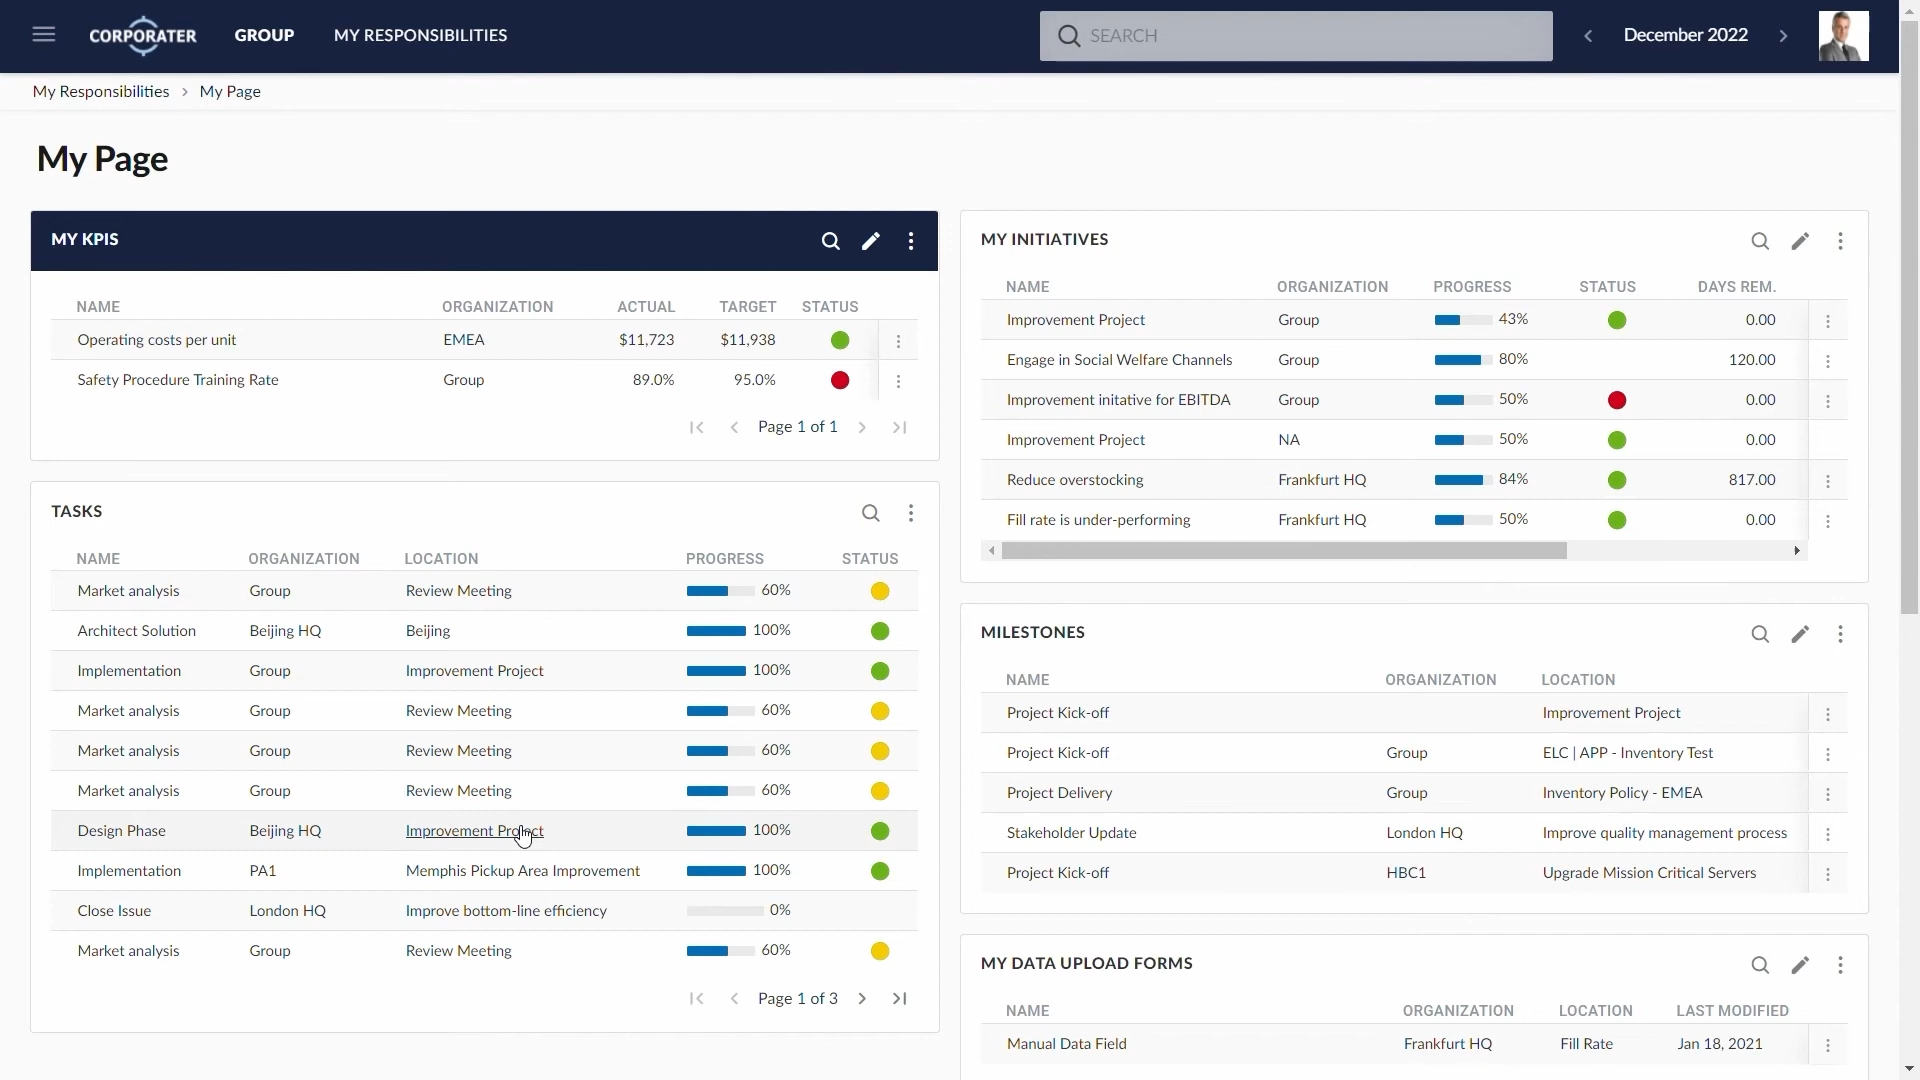 CORPORATER GROUP MY RESPONSIBILITIES SEARCH December 2022
My Responsibilities My Page
My Page
MY KPIS
NAME ORGANIZATION ACTUAL TARGET STATUS
Operating costs per unit EMEA $11,723 $11,938
Safety Procedure Training Rate Group 89.0% 95.0%
Page 1 of 1
TASKS
NAME ORGANIZATION LOCATION PROGRESS STATUS
Market analysis Group Review Meeting 60%
Architect Solution Beijing HQ Beijing 100%
Implementation Group Improvement Project 100%
Market analysis Group Review Meeting 60%
Market analysis Group Review Meeting 60%
Market analysis Group Review Meeting 60%
Design Phase Beijing HQ Improvement Project 100%
Implementation PA1 Memphis Pickup Area Improvement 100%
Close Issue London HQ Improve bottom-line efficiency 0%
Market analysis Group Review Meeting 60%
Page 1 of 3
MY INITIATIVES
NAME ORGANIZATION PROGRESS STATUS DAYS REM.
Improvement Project Group 43% 0.00
Engage in Social Welfare Channels Group 80% 120.00
Improvement initative for EBITDA Group 50% 0.00
Improvement Project NA 50% 0.00
Reduce overstocking Frankfurt HQ 84% 817.00
Fill rate is under-performing Frankfurt HQ 50% 0.00
MILESTONES
NAME ORGANIZATION LOCATION
Project Kick-off Improvement Project
Project Kick-off Group ELC | APP - Inventory Test
Project Delivery Group Inventory Policy - EMEA
Stakeholder Update London HQ Improve quality management process
Project Kick-off HBC1 Upgrade Mission Critical Servers
MY DATA UPLOAD FORMS
NAME ORGANIZATION LOCATION LAST MODIFIED
Manual Data Field Frankfurt HQ Fill Rate Jan 18, 2021